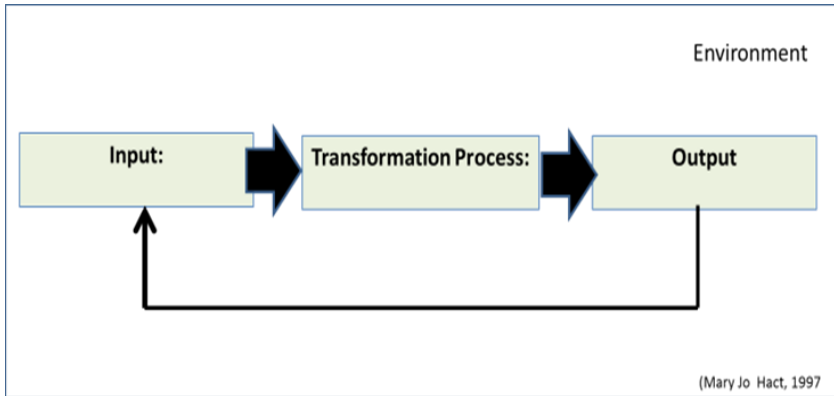 Environment
Input:
Transformation Process:
Output
(Mary Jo Hact, 1997